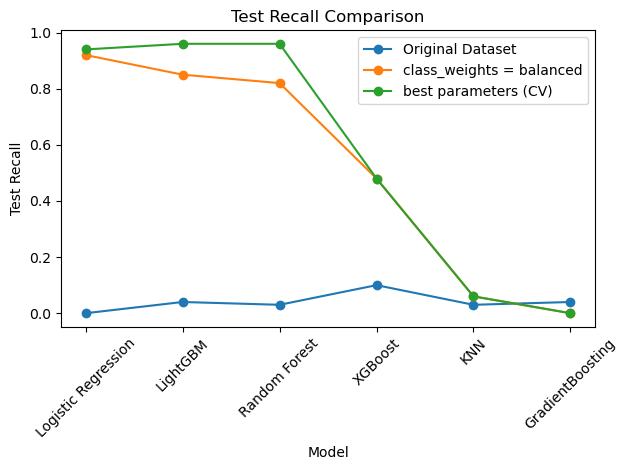 Test Recall Comparison
Original Dataset
class_weights = balanced
best parameters (CV)
Test Recall
1.0
0.8
0.6
0.4
0.2
0.0
Logistic Regression
LightGBM
Random Forest
XGBoost
KNN
GradientBoosting
Model